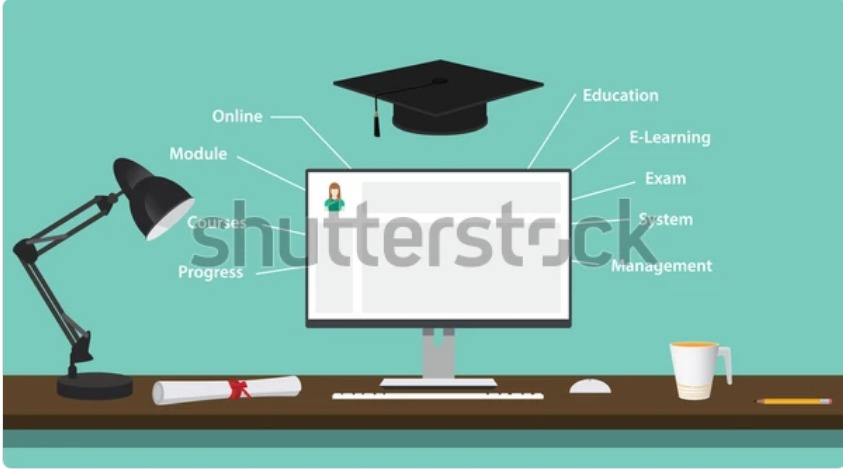 Online
Module
Courses
Progress
Education
E-Learning
Exam
System
Management
shutterstock